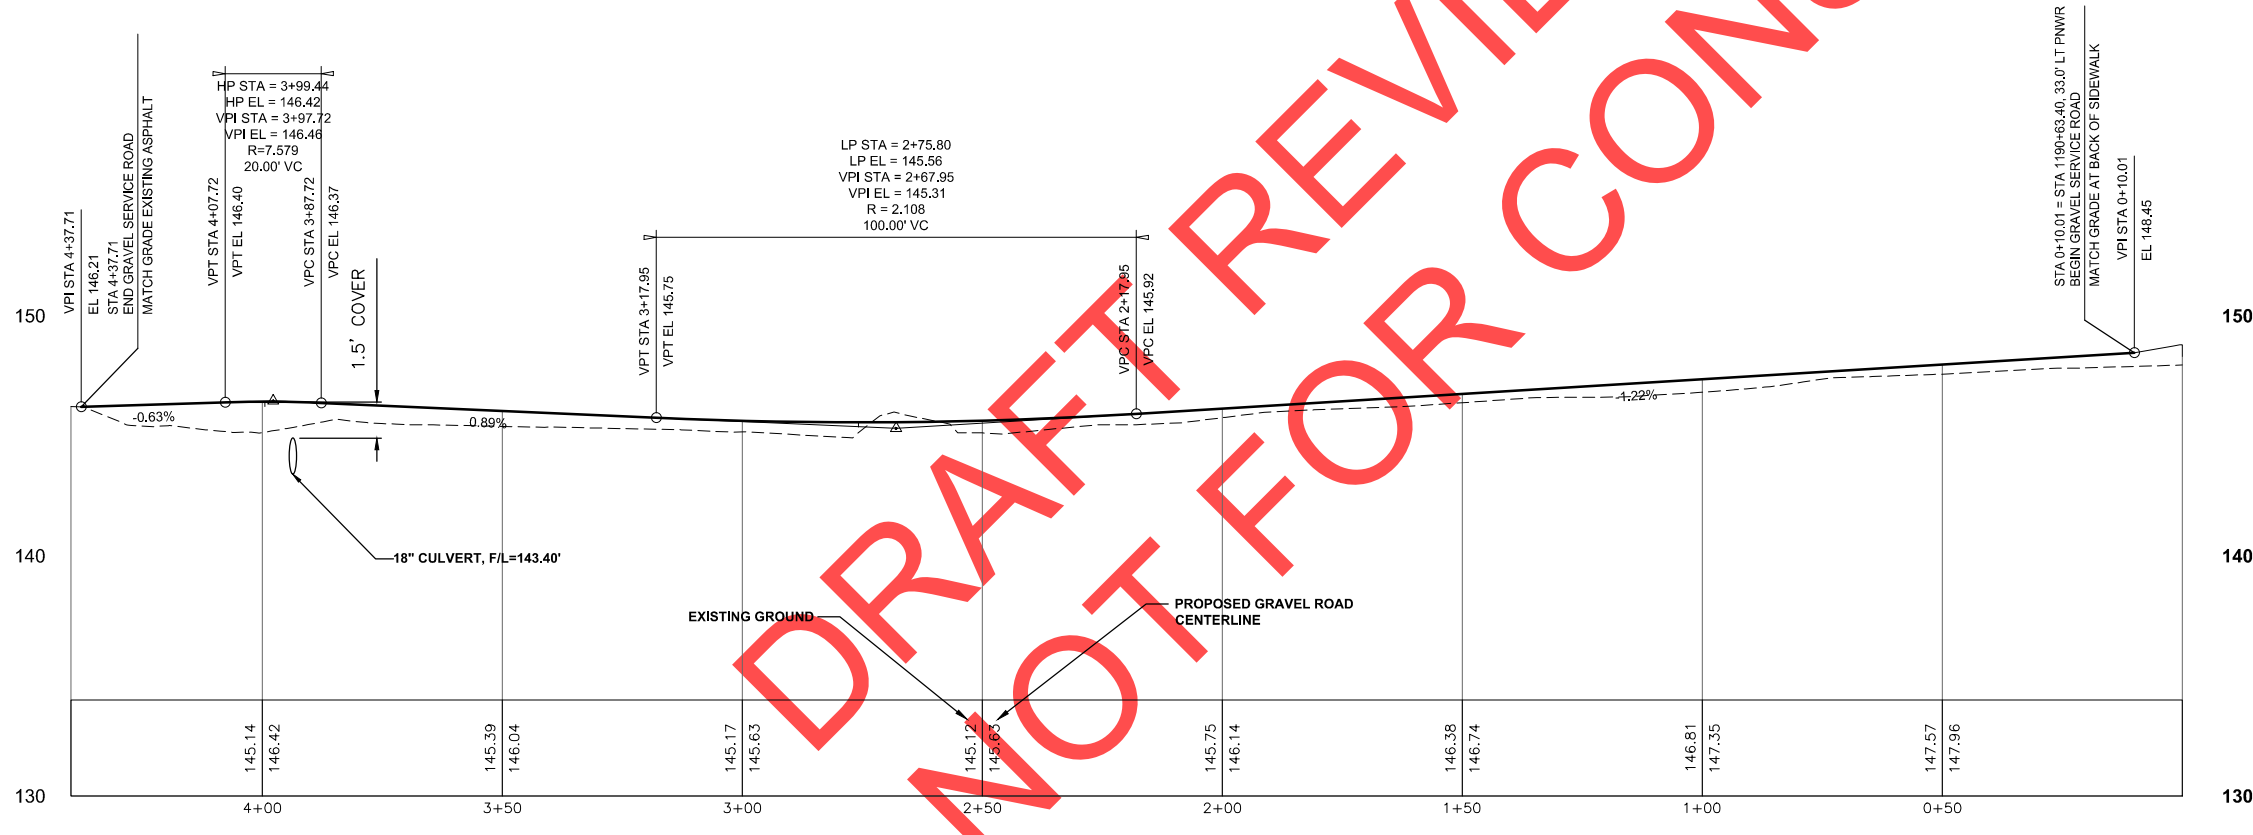 VPI STA 4+37.71
EL 146.21
STA 4+37.71
END GRAVEL SERVICE ROAD
MATCH GRADE EXISTING ASPHALT
HP STA = 3+99.44
HP EL = 146.42
VPI STA = 3+97.72
VPI EL = 146.46
R=7.579
20.00' VC
VPT STA 4+07.72
VPT EL 146.40
VPC STA 3+87.72
VPC EL 146.37
1.5' COVER
LP STA = 2+75.80
LP EL = 145.56
VPI STA = 2+67.95
VPI EL = 145.31
R = 2.108
100.00' VC
VPT STA 3+17.95
VPT EL 145.75
VPC STA 2+17.95
VPC EL 145.92
STA 0+10.01 = STA 1190+63.40, 33.0' LT PNWR
BEGIN GRAVEL SERVICE ROAD
MATCH GRADE AT BACK OF SIDEWALK
VPI STA 0+10.01
EL 148.45
150
150
-0.63%
0.89%
-1.22%
140
140
18" CULVERT, F/L=143.40'
EXISTING GROUND
PROPOSED GRAVEL ROAD
CENTERLINE
145.14
146.42
145.39
146.04
145.17
145.63
145.12
145.63
145.75
146.14
146.38
146.74
146.81
147.35
147.57
147.96
130
130
4+00
3+50
3+00
2+50
2+00
1+50
1+00
0+50
DRAFT
NOT FOR